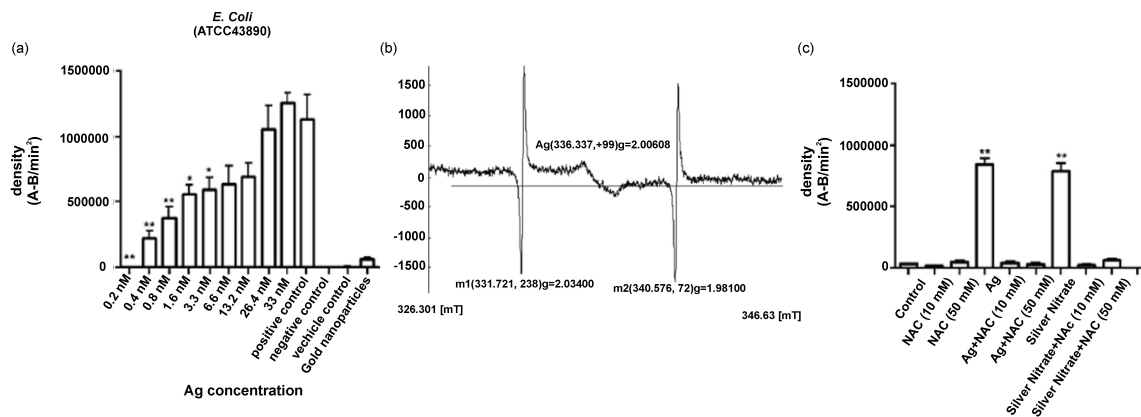 E. Coli
(ATCC43890)
(a)
1500000
1000000
500000
0
density
(A-B/min²)
**
**
**
*
*
0.2 nM
0.4 nM
0.8 nM
1.6 nM
3.3 nM
6.6 nM
13.2 nM
26.4 nM
33 nM
positive control
negative control
vechicle control
Gold nanoparticles
Ag concentration
(b)
1500
1000
500
0
-500
-1000
-1500
Ag(336.337,+99)g=2.00608
m1(331.721, 238)g=2.03400
m2(340.576, 72)g=1.98100
326.301 [mT]
346.63 [mT]
(c)
1500000
1000000
500000
0
density
(A-B/min²)
**
**
Control
NAC (10 mM)
NAC (50 mM)
Ag
Ag+NAC (10 mM)
Ag+NAC (50 mM)
Silver Nitrate
Silver Nitrate+NAc (10 mM)
Silver Nitrate+NAC (50 mM)